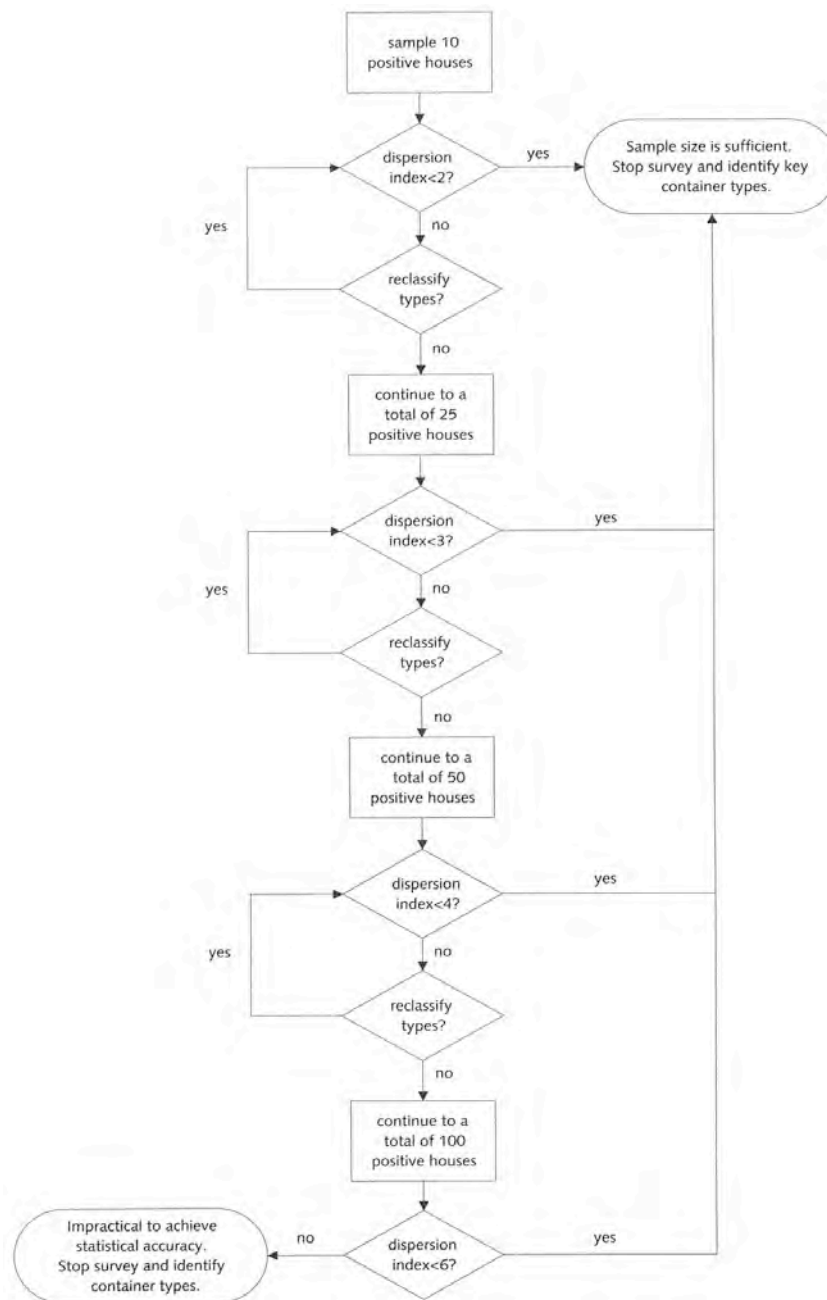 sample 10
positive houses
dispersion
index<2?
yes
Sample size is sufficient.
Stop survey and identify key
container types.
no
yes
reclassify
types?
no
continue to a
total of 25
positive houses
dispersion
index<3?
yes
no
yes
reclassify
types?
no
continue to a
total of 50
positive houses
dispersion
index<4?
yes
no
yes
reclassify
types?
no
continue to a
total of 100
positive houses
Impractical to achieve
statistical accuracy.
Stop survey and identify
container types.
no
dispersion
index<6?
yes